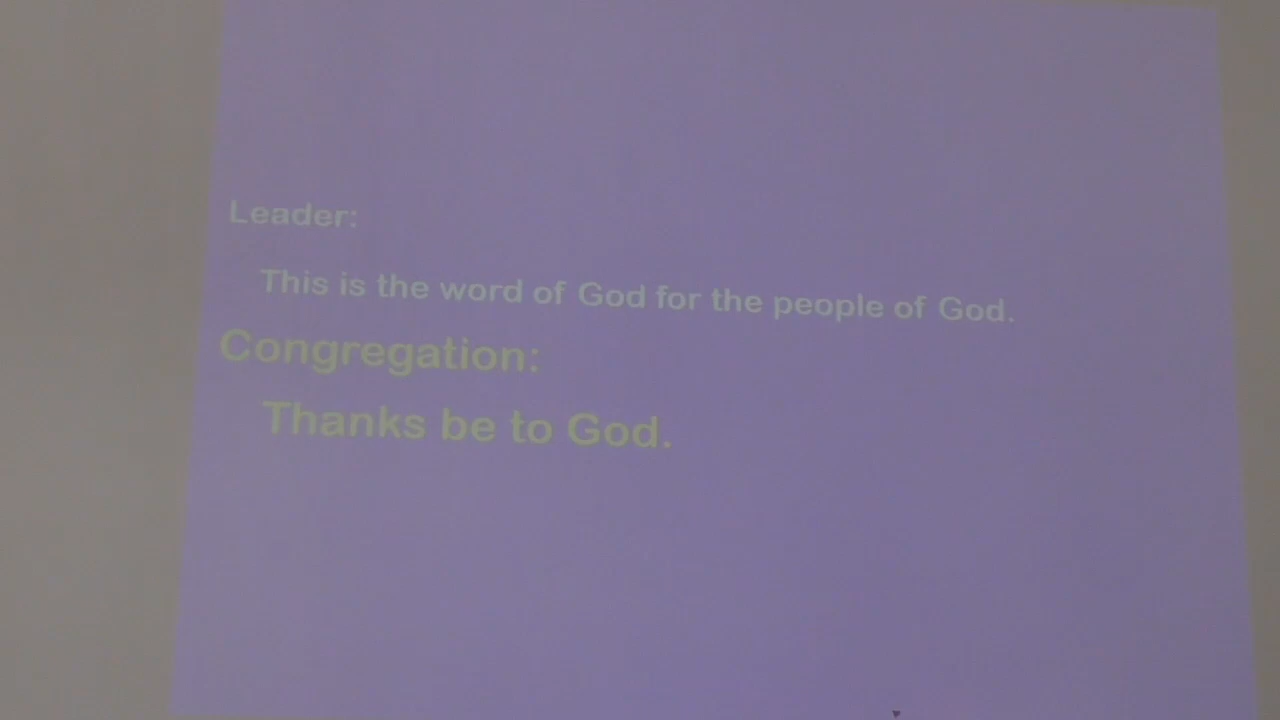 Leader:
This is the word of God for the people of God.
Congregation:
Thanks be to God.